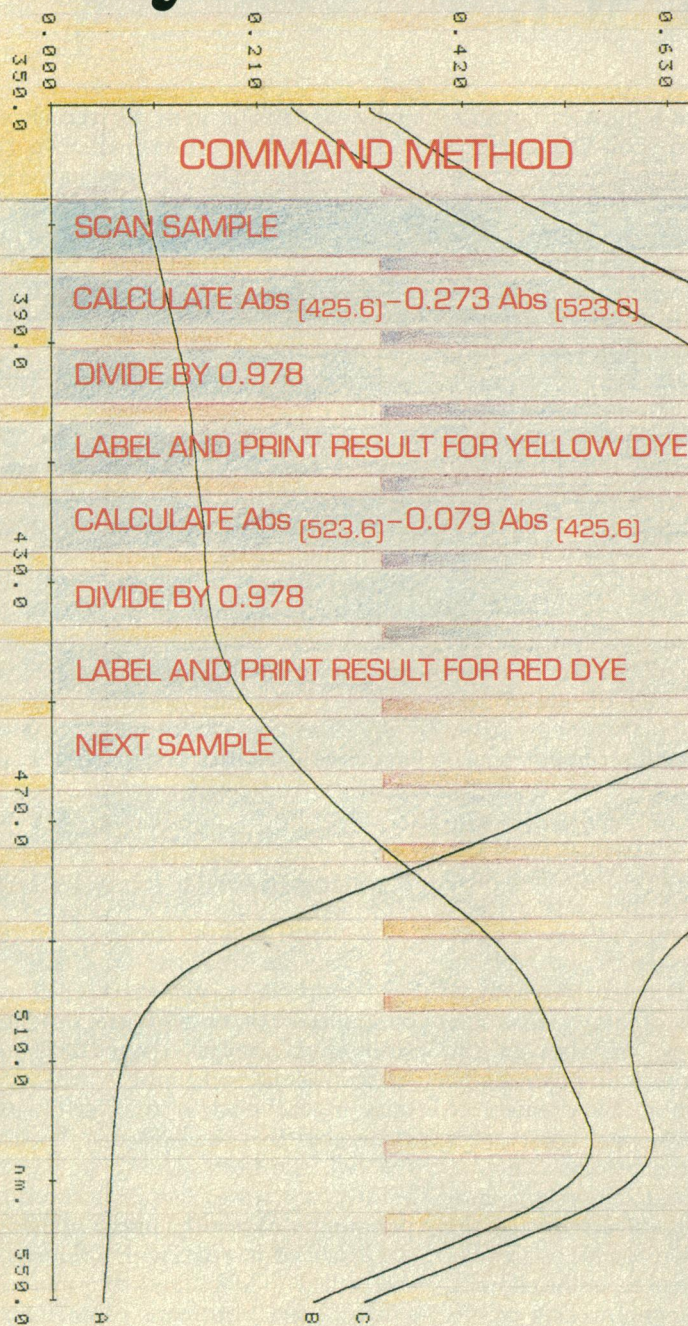 0.000
0.210
0.420
0.630
350.0
COMMAND METHOD
SCAN SAMPLE
CALCULATE Abs [425.6]-0.273 Abs [523.6]
390.0
DIVIDE BY 0.978
LABEL AND PRINT RESULT FOR YELLOW DYE
CALCULATE Abs [523.6]-0.079 Abs [425.6]
430.0
DIVIDE BY 0.978
LABEL AND PRINT RESULT FOR RED DYE
NEXT SAMPLE
470.0
510.0
nm.
550.0
A
B
C